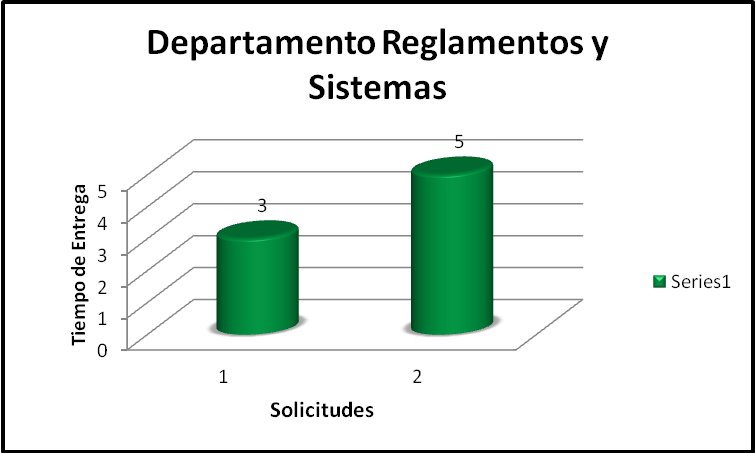 Departamento Reglamentos y
Sistemas
Tiempo de Entrega
5
4
3
2
1
0
3
5
1
2
Solicitudes
Series1